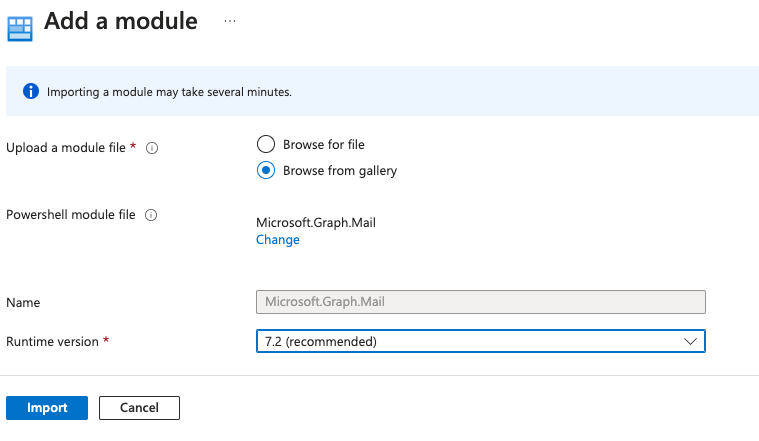 Add a module ...
Importing a module may take several minutes.
Upload a module file *
Browse for file
Browse from gallery
Powershell module file
Microsoft.Graph.Mail
Change
Name
Microsoft.Graph.Mail
Runtime version *
7.2 (recommended)
Import
Cancel